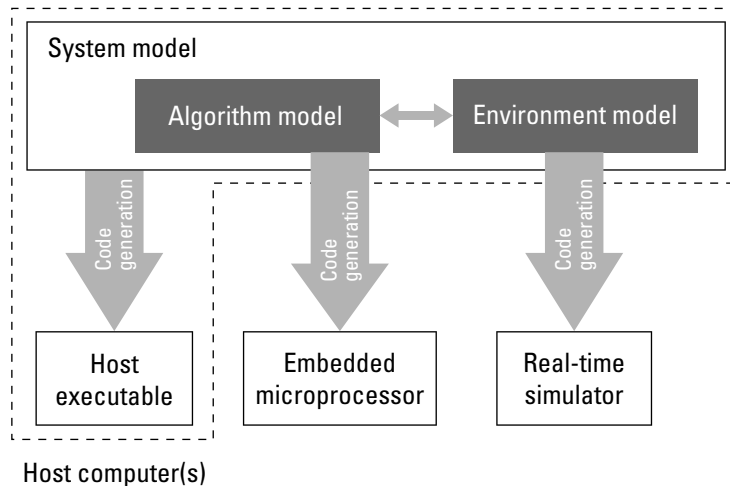 System model
Algorithm model
Environment model
Code
generation
Code
generation
Code
generation
Host
executable
Embedded
microprocessor
Real-time
simulator
Host computer(s)